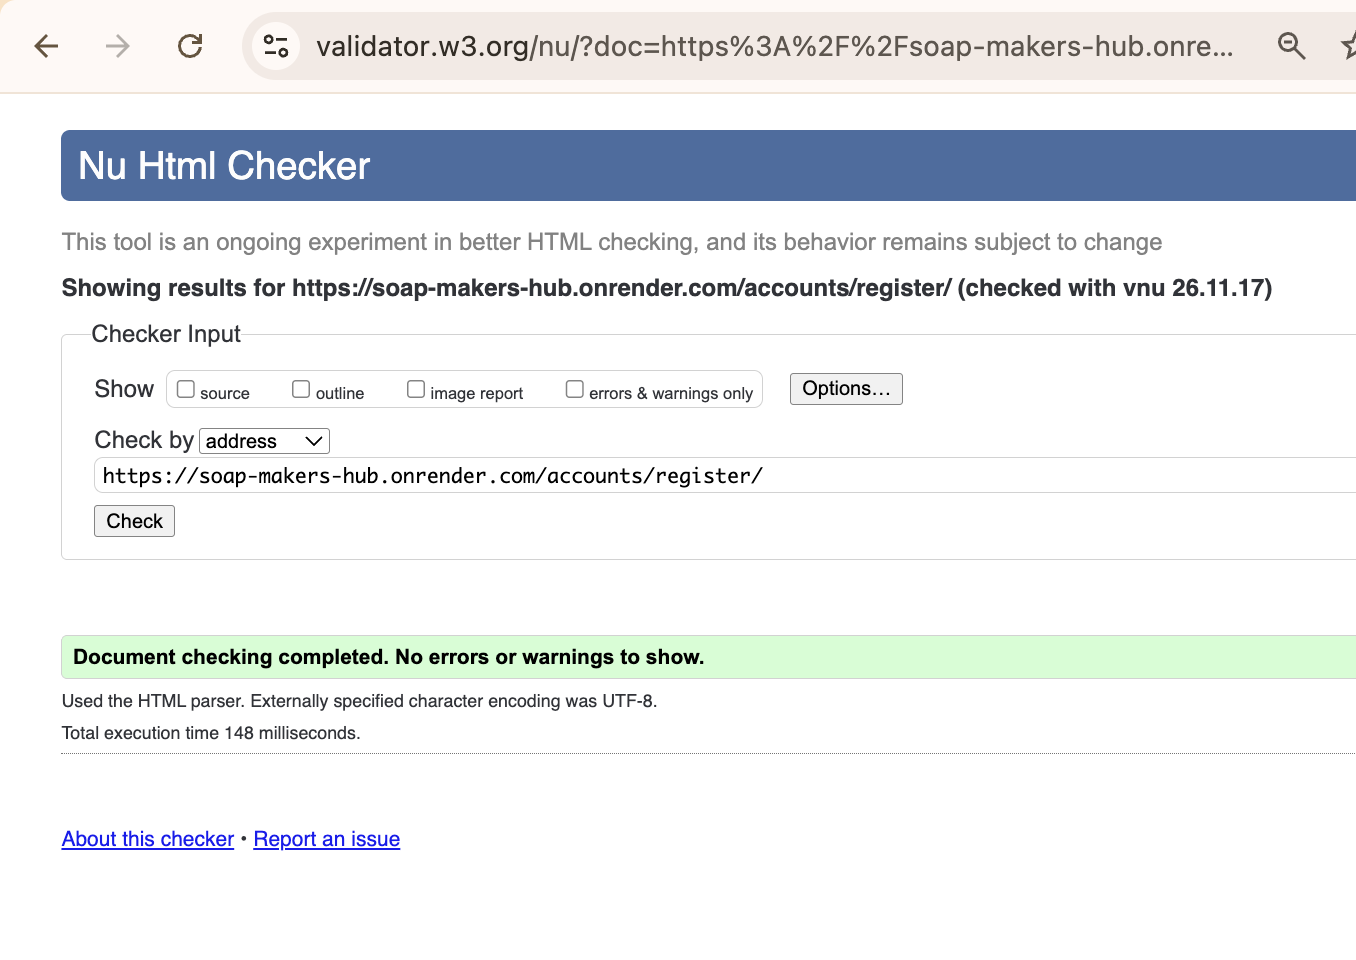 validator.w3.org/nu/?doc=https%3A%2F%2Fsoap-makers-hub.onre...
Nu Html Checker
This tool is an ongoing experiment in better HTML checking, and its behavior remains subject to change
Showing results for https://soap-makers-hub.onrender.com/accounts/register/ (checked with vnu 26.11.17)
Checker Input
Show source outline image report errors & warnings only Options...
Check by address
https://soap-makers-hub.onrender.com/accounts/register/
Check
Document checking completed. No errors or warnings to show.
Used the HTML parser. Externally specified character encoding was UTF-8.
Total execution time 148 milliseconds.
About this checker • Report an issue